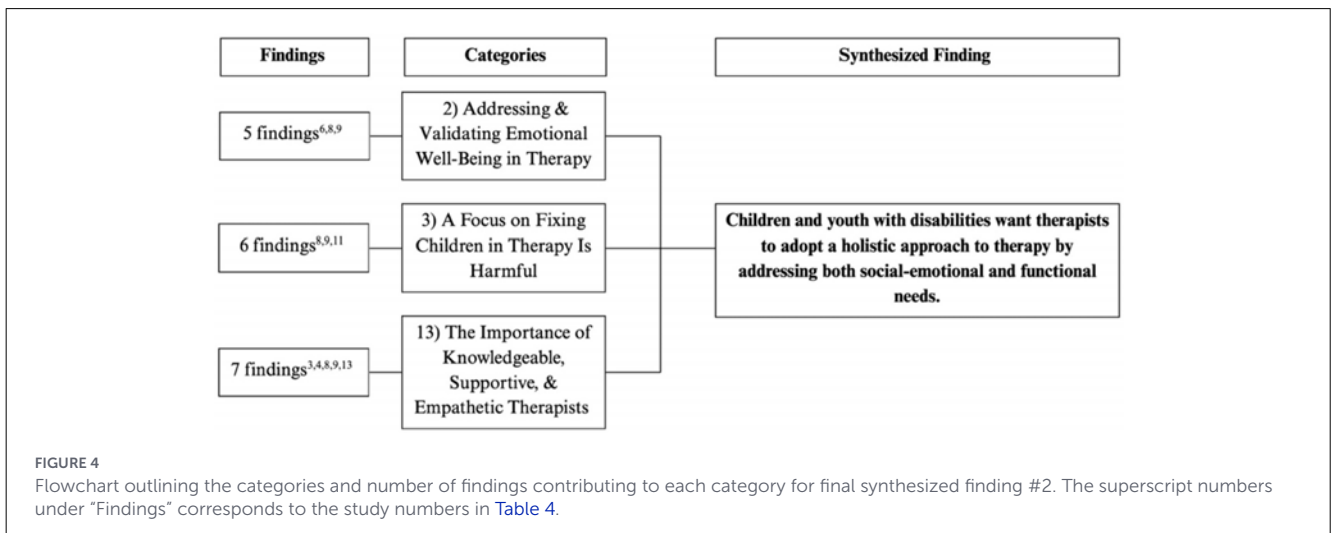 Findings
Categories
Synthesized Finding
5 findings6,8,9
2) Addressing &
Validating Emotional
Well-Being in Therapy
6 findings8,9,11
3) A Focus on Fixing
Children in Therapy Is
Harmful
Children and youth with disabilities want therapists
to adopt a holistic approach to therapy by
addressing both social-emotional and functional
needs.
7 findings3,4,8,9,13
13) The Importance of
Knowledgeable,
Supportive, &
Empathetic Therapists
FIGURE 4
Flowchart outlining the categories and number of findings contributing to each category for final synthesized finding #2. The superscript numbers
under “Findings” corresponds to the study numbers in Table 4.